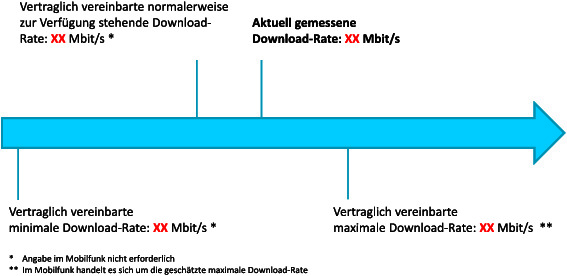 Vertraglich vereinbarte normalerweise
zur Verfügung stehende Download-
Rate: XX Mbit/s *
Aktuell gemessene
Download-Rate: XX Mbit/s
Vertraglich vereinbarte
minimale Download-Rate: XX Mbit/s *
Vertraglich vereinbarte
maximale Download-Rate: XX Mbit/s **
* Angabe im Mobilfunk nicht erforderlich
** Im Mobilfunk handelt es sich um die geschätzte maximale Download-Rate